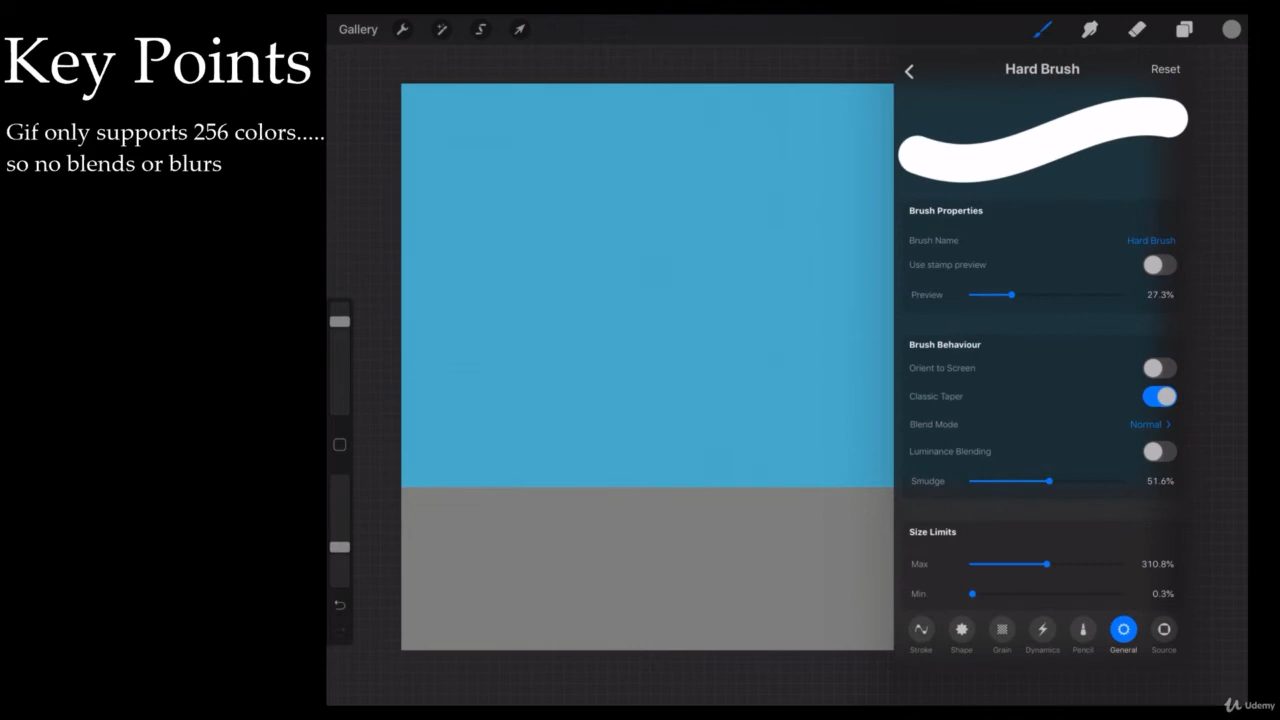 Key Points
Gif only supports 256 colors.....
so no blends or blurs
Gallery
Hard Brush
Reset
Brush Properties
Brush Name Hard Brush
Use stamp preview
Preview 27.3%
Brush Behaviour
Orient to Screen
Classic Taper
Blend Mode Normal
Luminance Blending
Smudge 51.6%
Size Limits
Max 310.8%
Min 0.3%
Stroke Shape Grain Dynamics Pencil General Source
Udemy